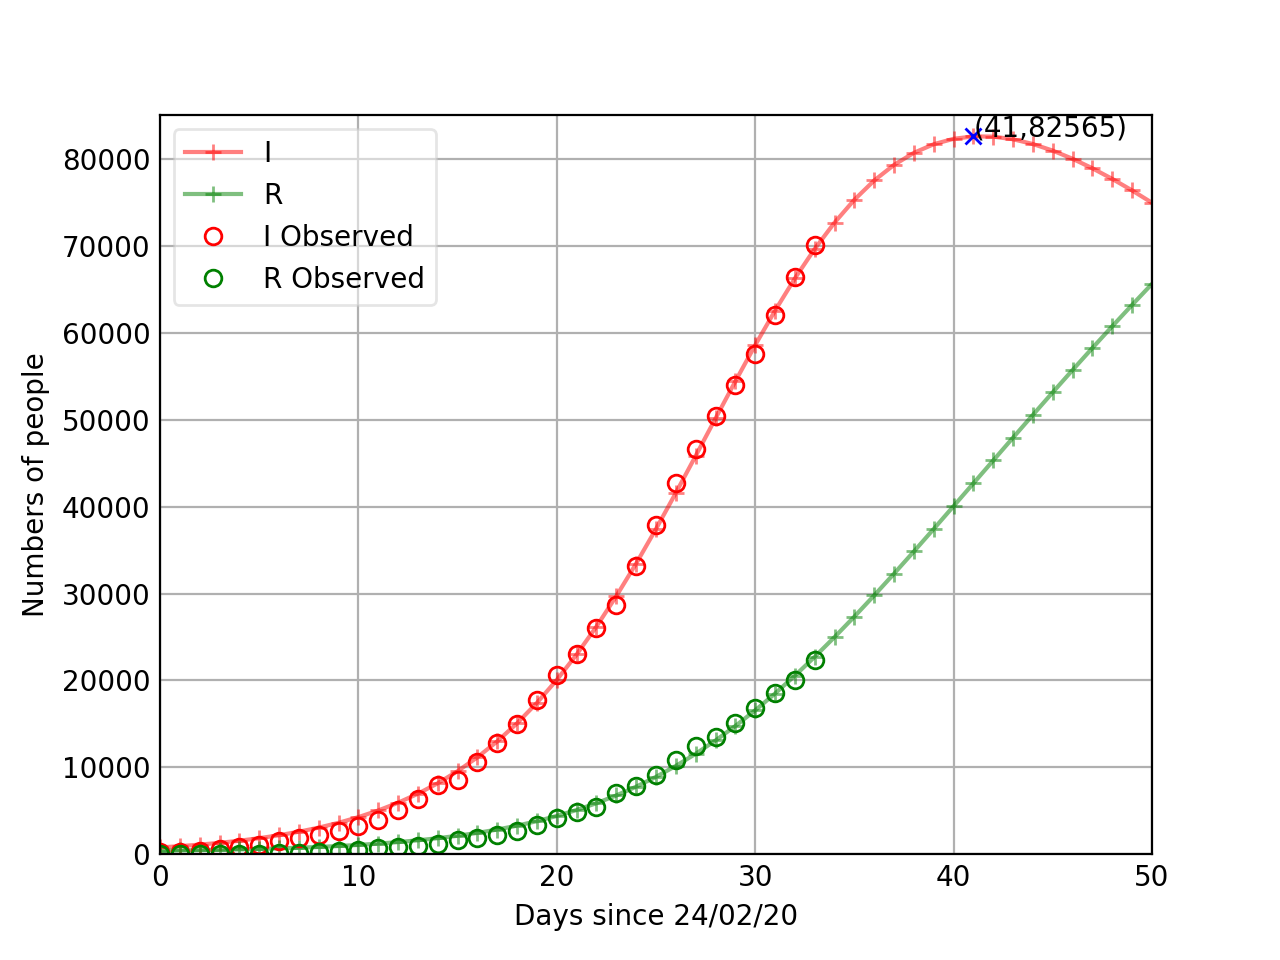 (41,82565)
I
R
I Observed
R Observed
80000
70000
60000
50000
40000
30000
20000
10000
0
Numbers of people
0 10 20 30 40 50
Days since 24/02/20